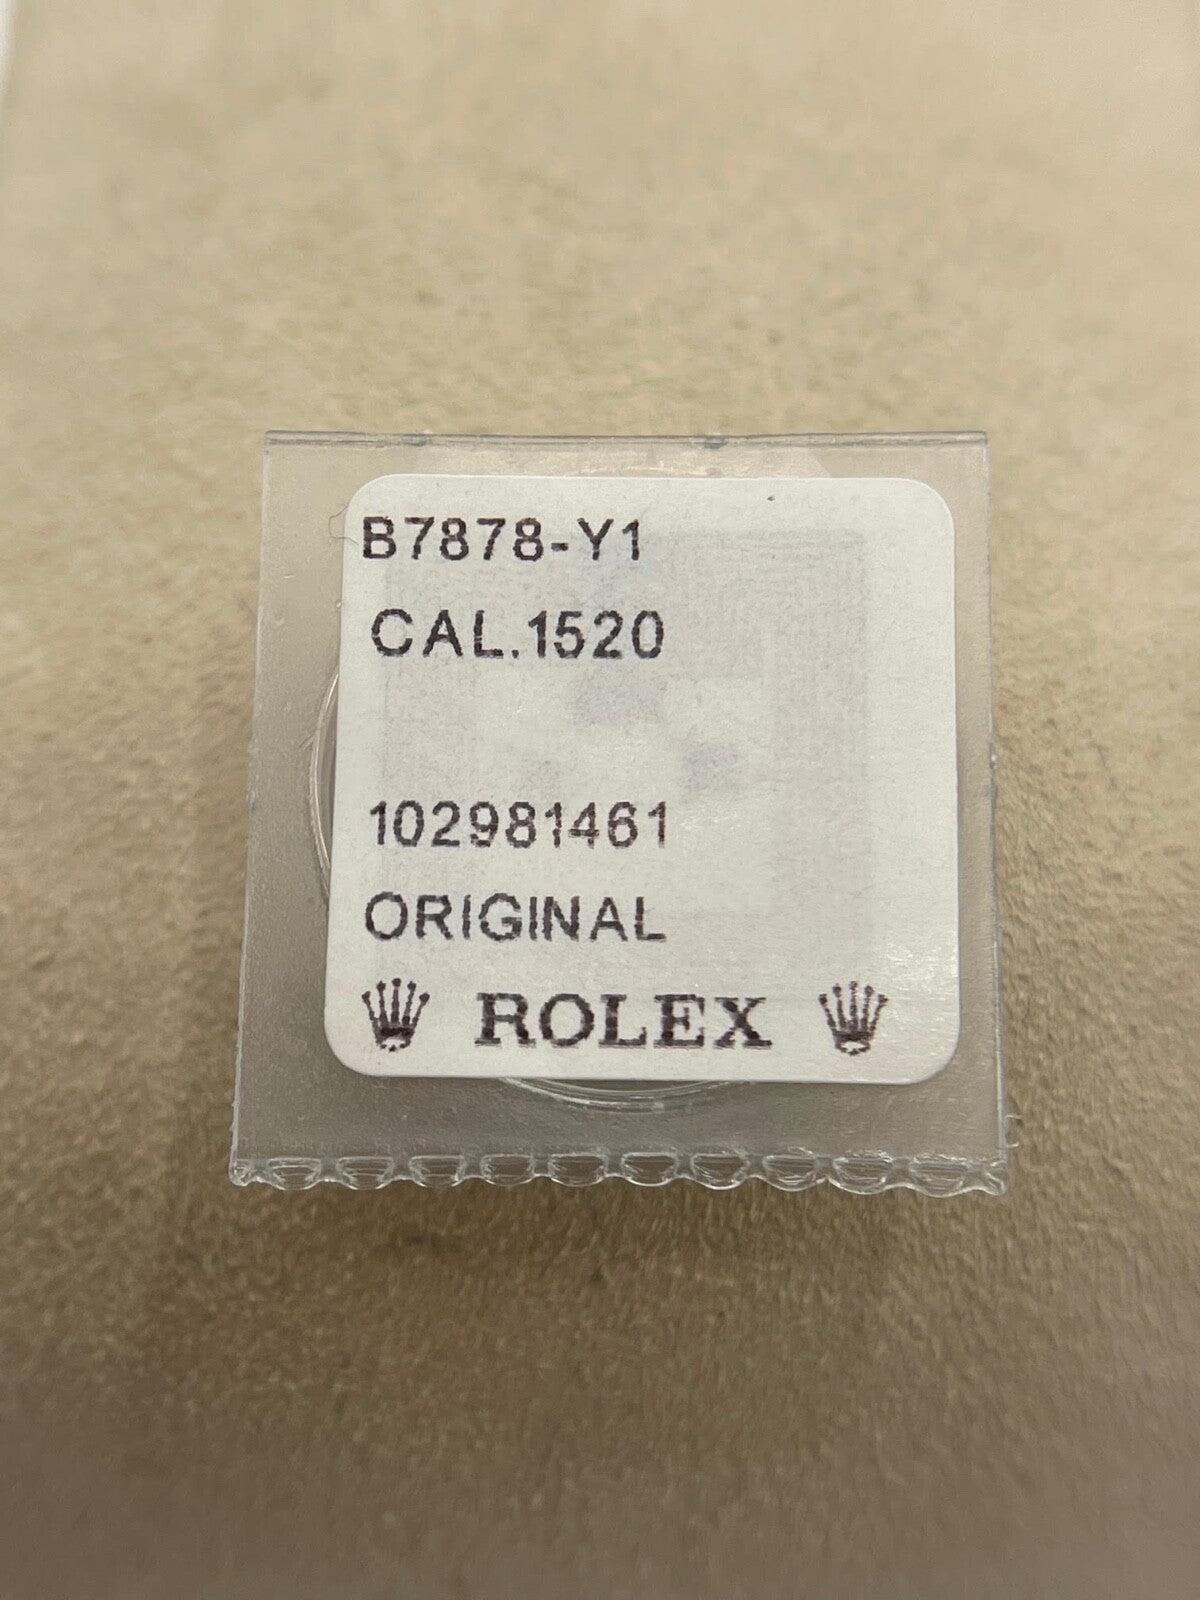 B7878-Y1
CAL.1520
102981461
ORIGINAL
ROLEX